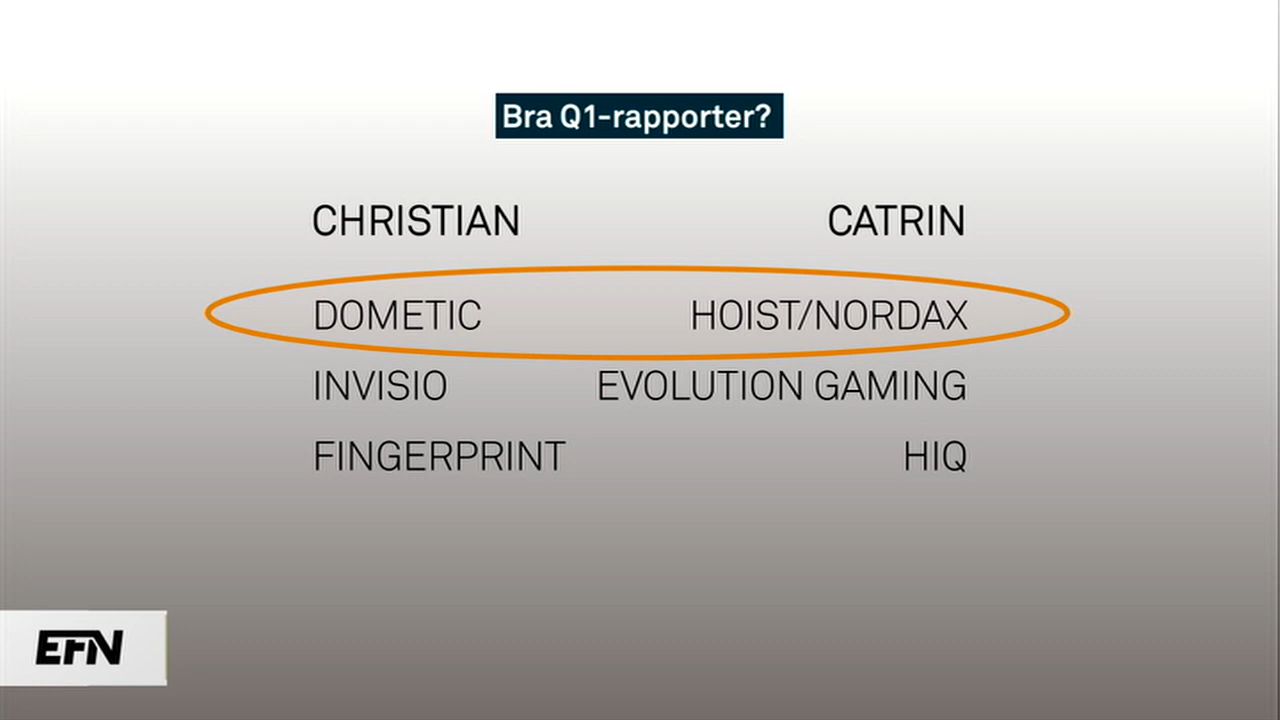 Bra Q1-rapporter?
CHRISTIAN CATRIN
DOMETIC HOIST/NORDAX
INVISIO EVOLUTION GAMING
FINGERPRINT HIQ
EFN